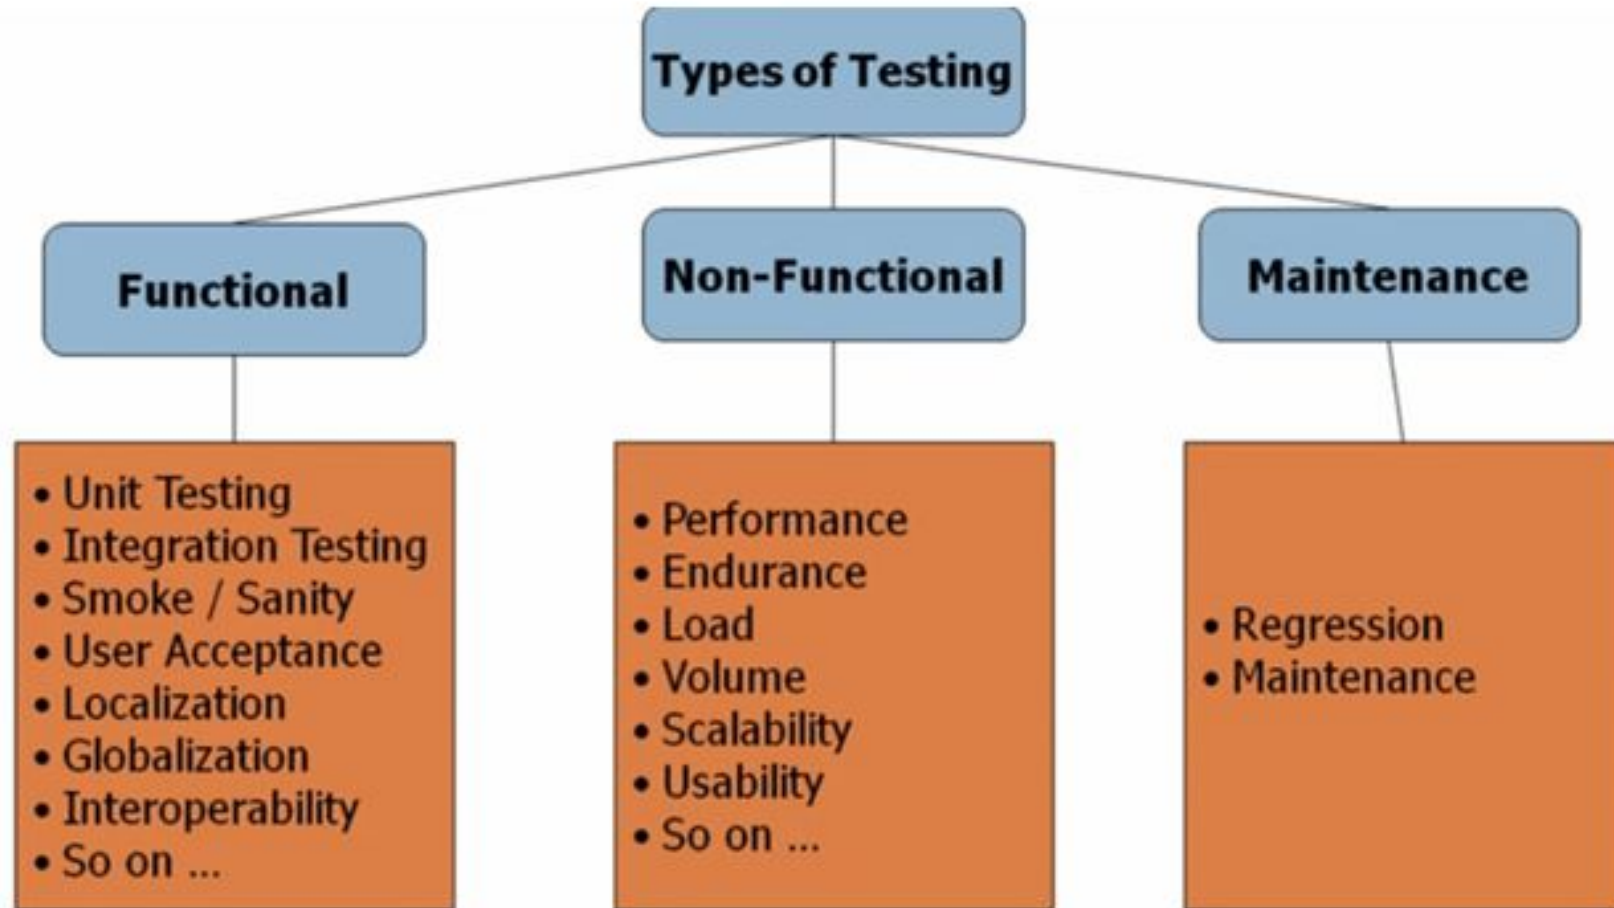 Types of Testing
Functional
Non-Functional
Maintenance
• Unit Testing
• Integration Testing
• Smoke / Sanity
• User Acceptance
• Localization
• Globalization
• Interoperability
• So on ...
• Performance
• Endurance
• Load
• Volume
• Scalability
• Usability
• So on ...
• Regression
• Maintenance